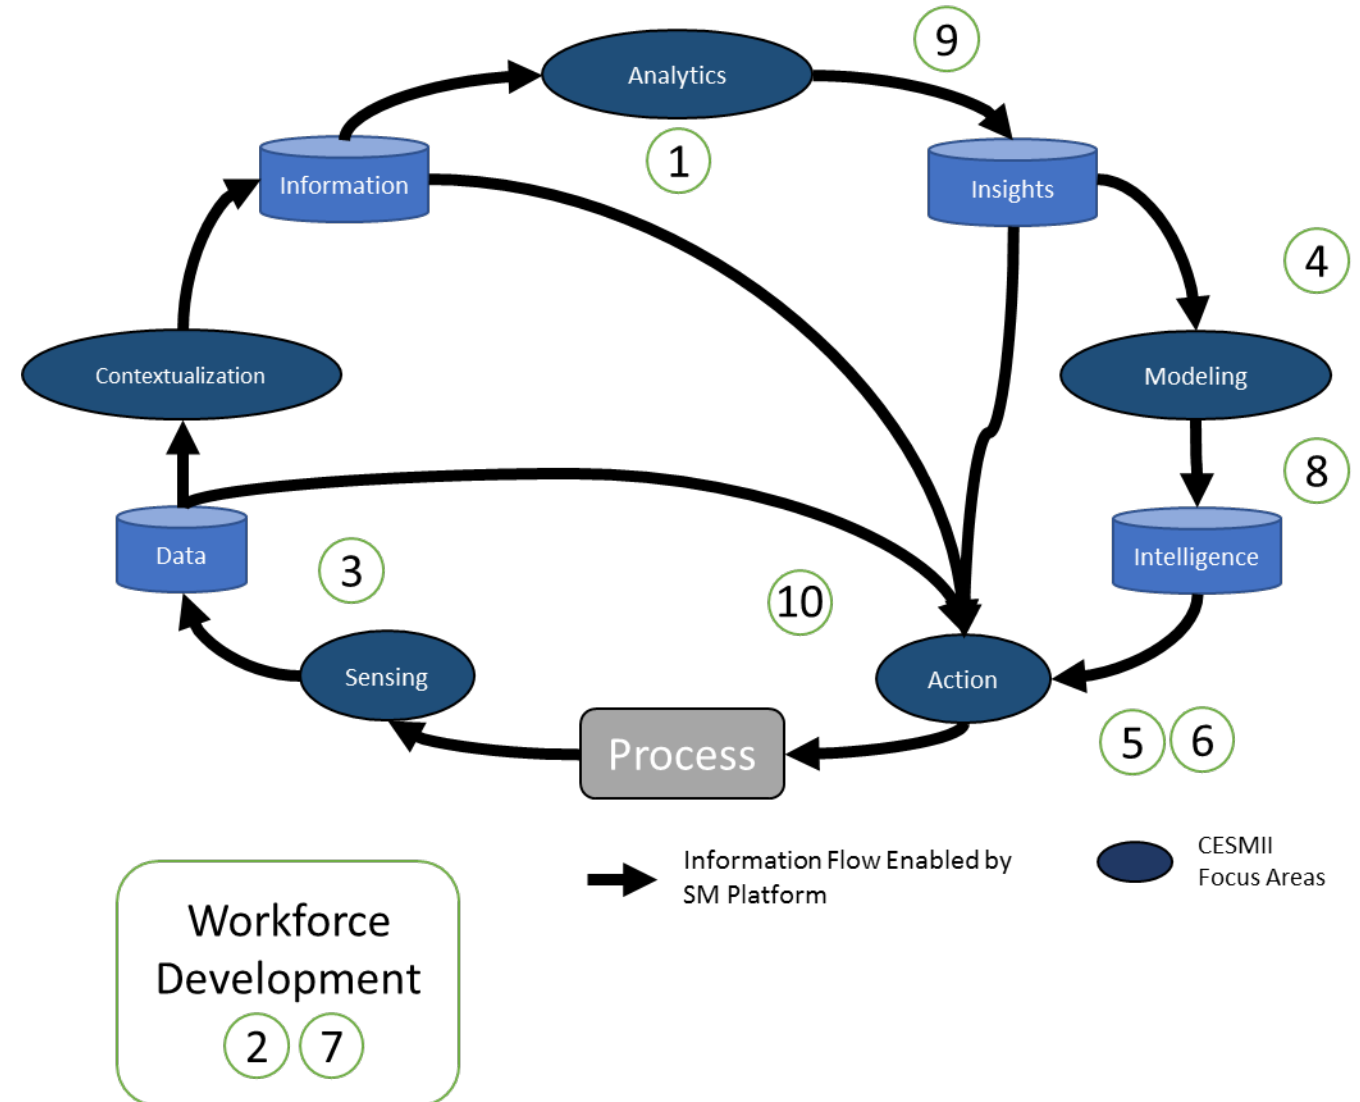 9
Analytics
1
Information
Insights
4
Contextualization
Modeling
8
Data
Intelligence
3
10
Sensing
Action
Process
5 6
Information Flow Enabled by
SM Platform
CESMII
Focus Areas
Workforce
Development
2 7